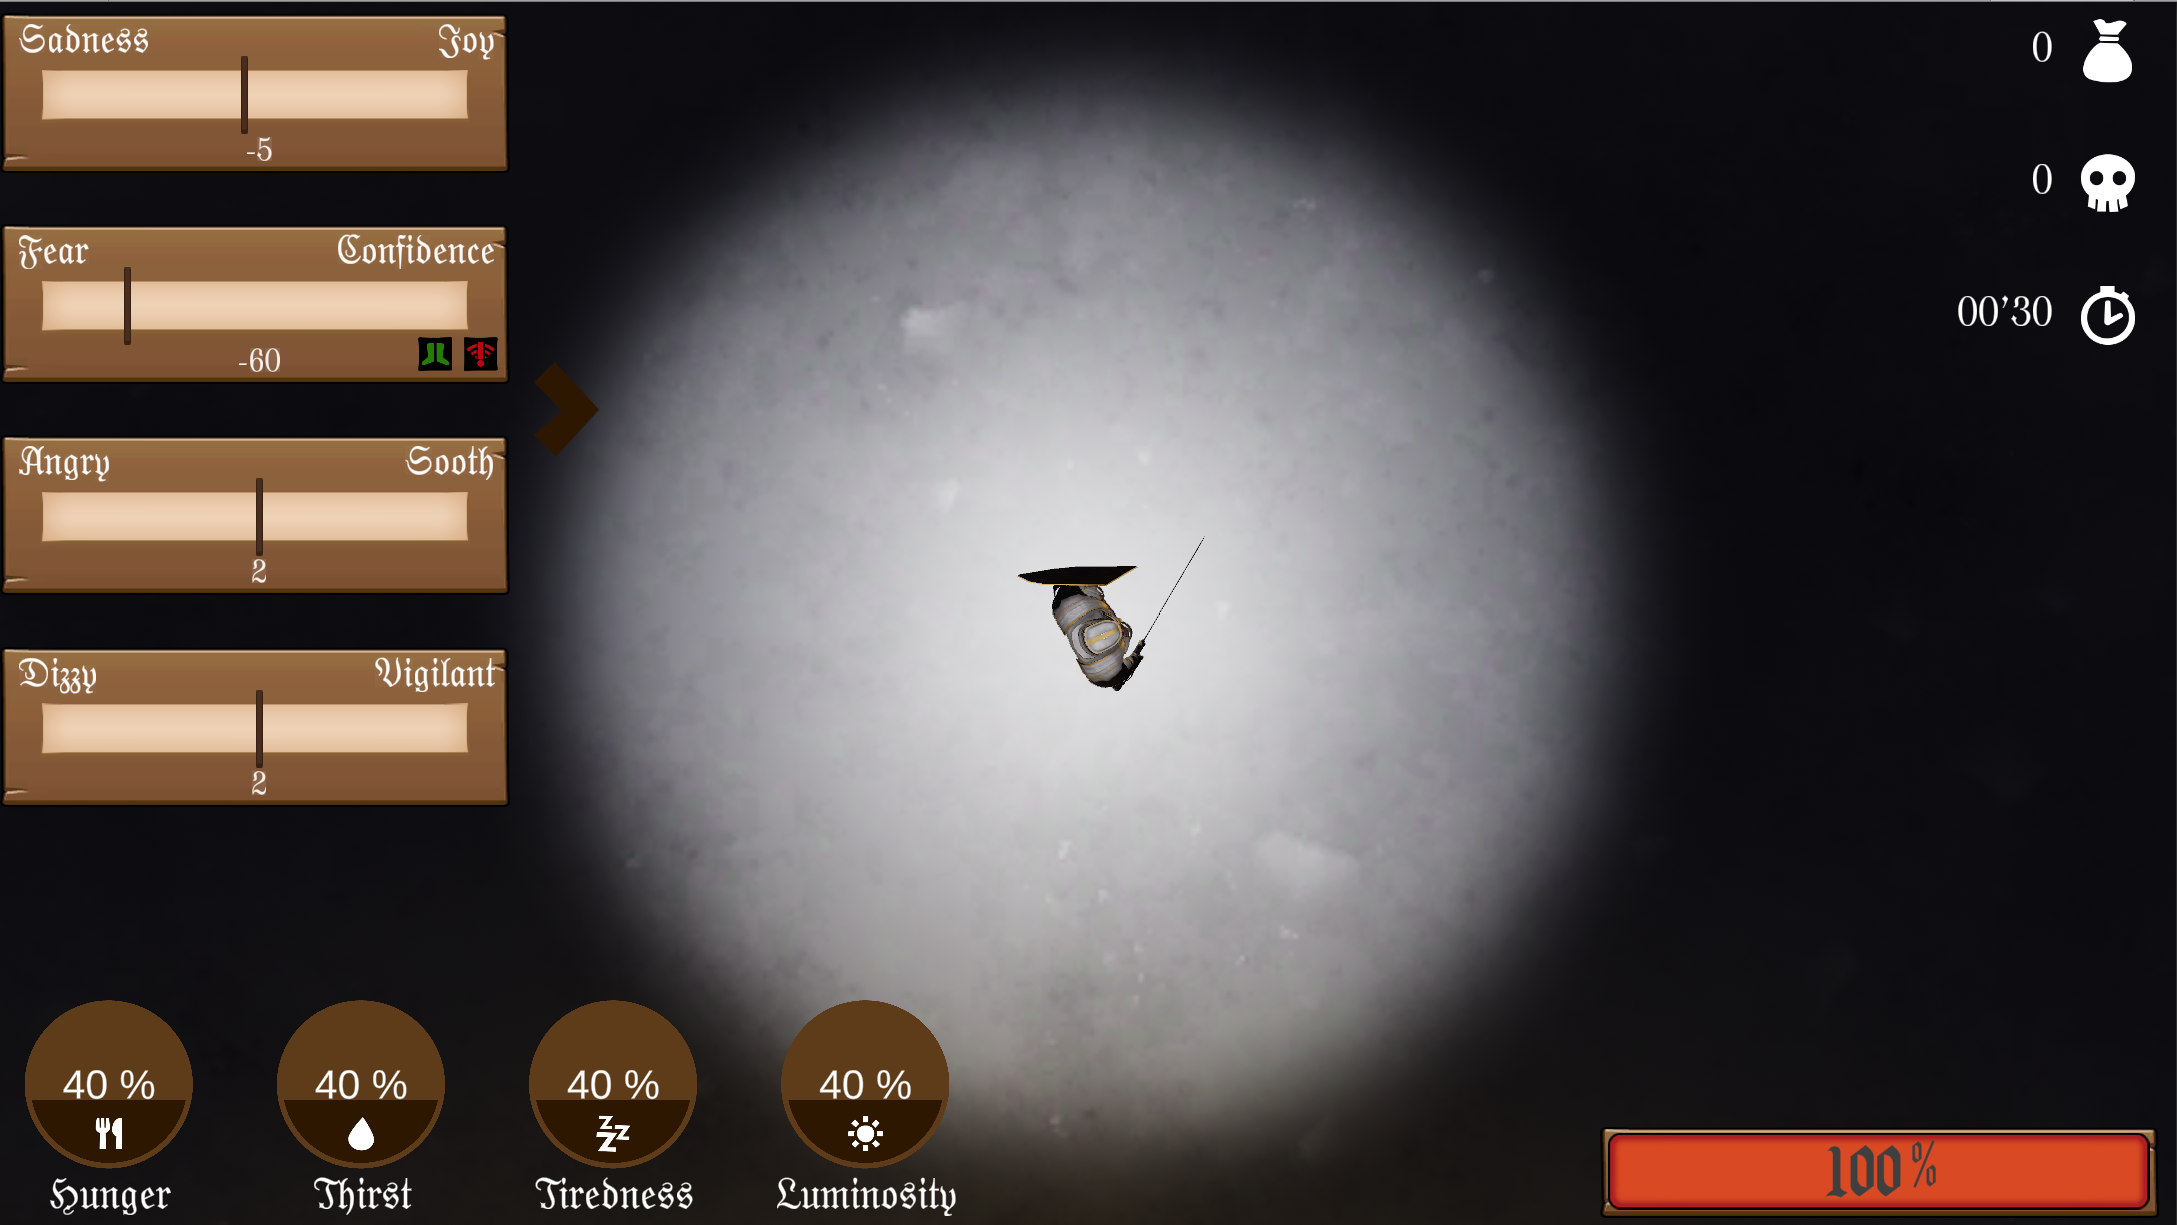 Sadness Joy
-5
Fear Confidence
-60
Angry Sooth
2
Dizzy Vigilant
2
0
0
00'30
40 %
Hunger
40 %
Thirst
40 %
Tiredness
40 %
Luminosity
100%